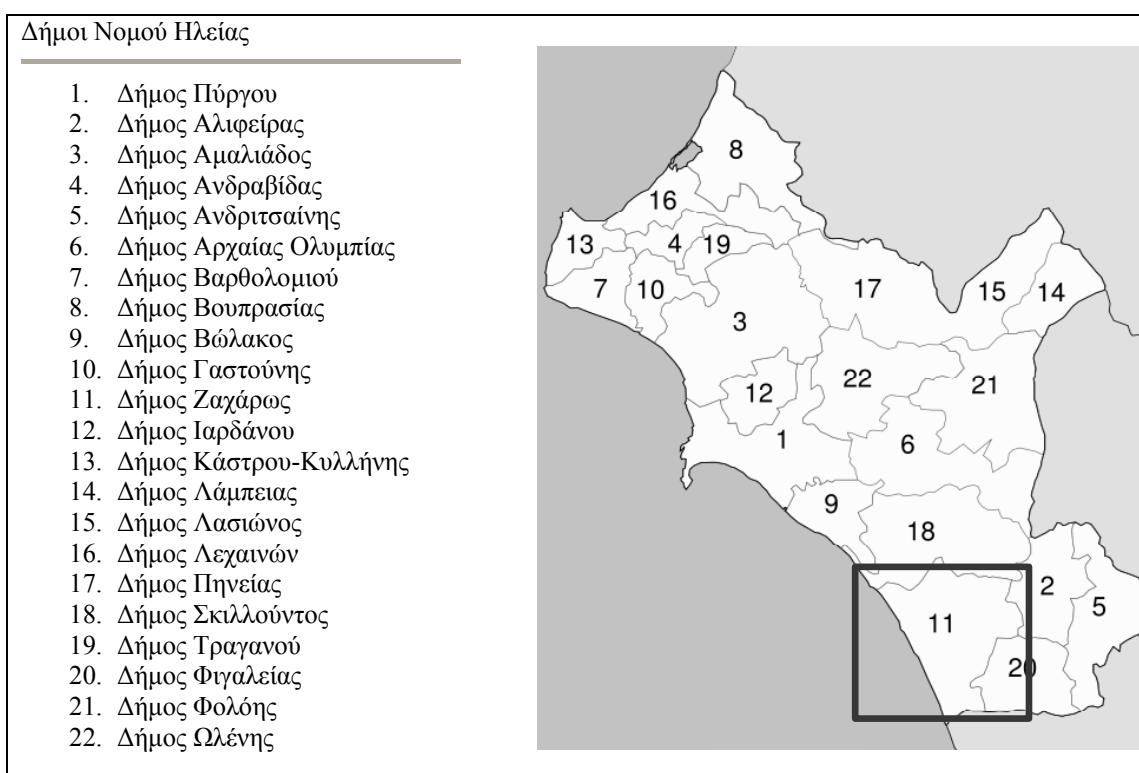 Δήμοι Νομού Ηλείας
1. Δήμος Πύργου
2. Δήμος Αλιφείρας
3. Δήμος Αμαλιάδος
4. Δήμος Ανδραβίδας
5. Δήμος Ανδριτσαίνης
6. Δήμος Αρχαίας Ολυμπίας
7. Δήμος Βαρθολομιού
8. Δήμος Βουπρασίας
9. Δήμος Βώλακος
10. Δήμος Γαστούνης
11. Δήμος Ζαχάρως
12. Δήμος Ιαρδάνου
13. Δήμος Κάστρου-Κυλλήνης
14. Δήμος Λάμπειας
15. Δήμος Λασιώνος
16. Δήμος Λεχαινών
17. Δήμος Πηνείας
18. Δήμος Σκιλλούντος
19. Δήμος Τραγανού
20. Δήμος Φιγαλείας
21. Δήμος Φολόης
22. Δήμος Ωλένης
8
16
13 4 19
7 10 17 15 14
3
12 22 21
1 6
9
18
2
11 5
20